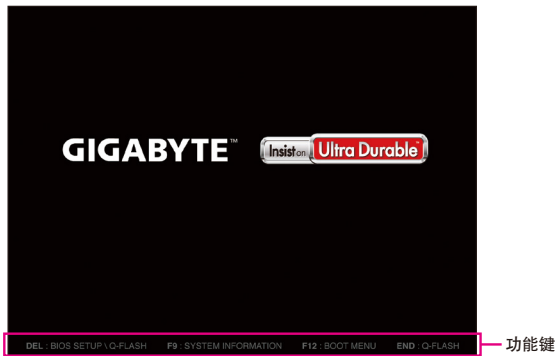 GIGABYTE™
Insist on Ultra Durable™
DEL : BIOS SETUP \ Q-FLASH F9 : SYSTEM INFORMATION F12 : BOOT MENU END : Q-FLASH
功能键